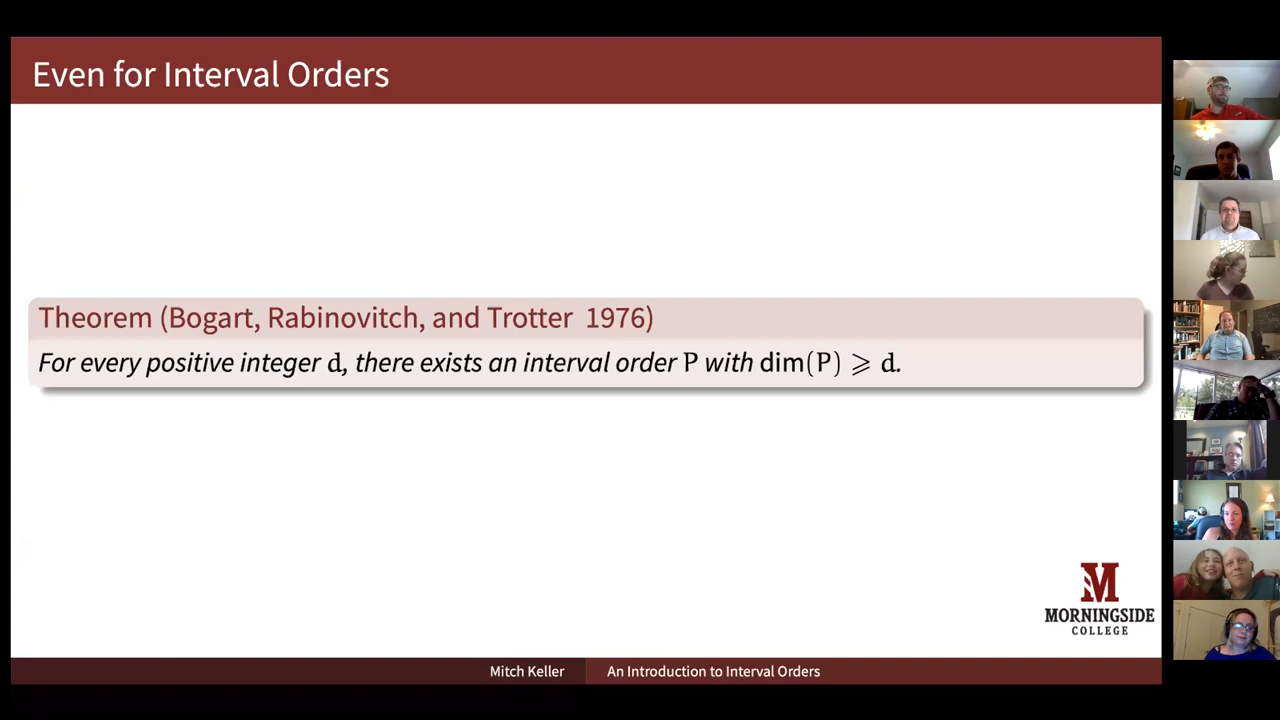 Even for Interval Orders
Theorem (Bogart, Rabinovitch, and Trotter 1976)
For every positive integer d, there exists an interval order P with dim(P) ⩾ d.
M
MORNINGSIDE
COLLEGE
Mitch Keller
An Introduction to Interval Orders